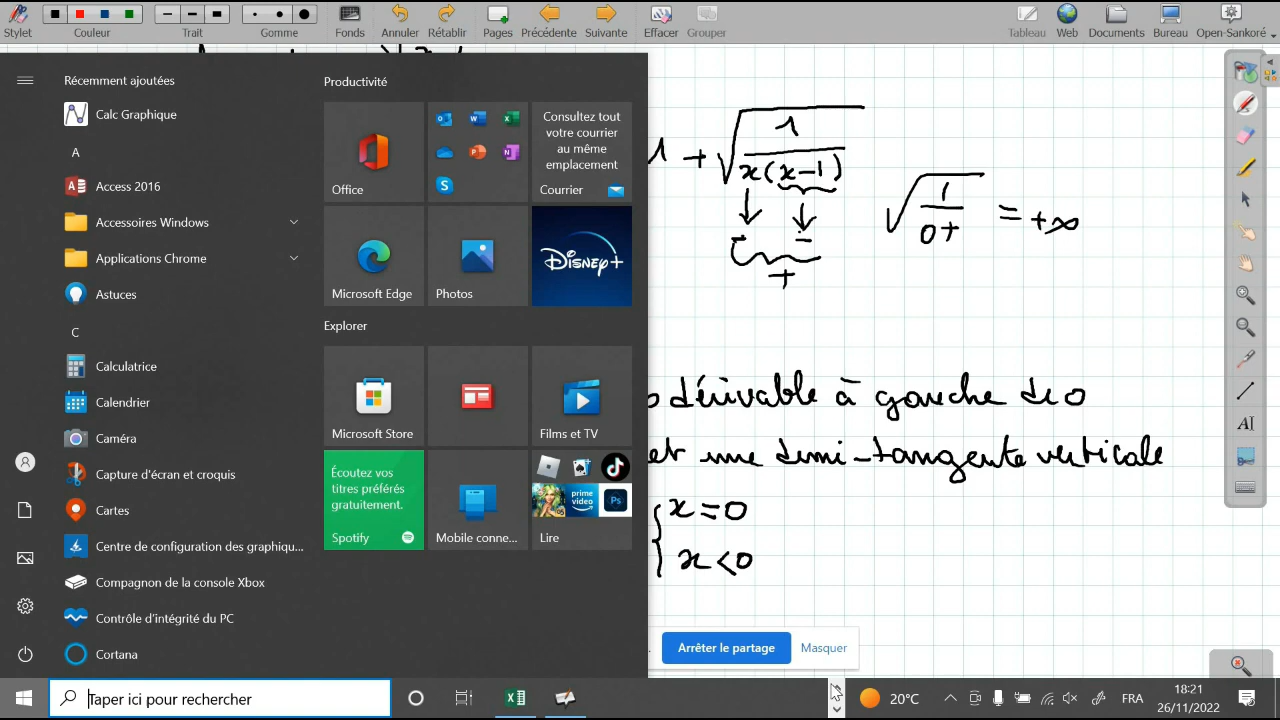 Stylet
Couleur
Trait
Gomme
Fonds
Annuler
Rétablir
Pages
Précédente
Suivante
Effacer
Grouper
Tableau
Web
Documents
Bureau
Open-Sankoré
Récemment ajoutées
Calc Graphique
A
Access 2016
Accessoires Windows
Applications Chrome
Astuces
C
Calculatrice
Calendrier
Caméra
Capture d'écran et croquis
Cartes
Centre de configuration des graphiqu...
Compagnon de la console Xbox
Contrôle d'intégrité du PC
Cortana
Productivité
Office
Consultez tout
votre courrier
au même
emplacement
Courrier
Microsoft Edge
Photos
Disney+
Explorer
Microsoft Store
Films et TV
Écoutez vos
titres préférés
gratuitement.
Spotify
Mobile conne...
prime video
Ps
Lire
1 + √(1/(x(x-1)))
- -
+
√(1/0+) = +∞
dérivable à gauche de 0
et une demi-tangente verticale
{ x = 0
x < 0
Arrêter le partage
Masquer
Taper ici pour rechercher
20°C
FRA
18:21
26/11/2022